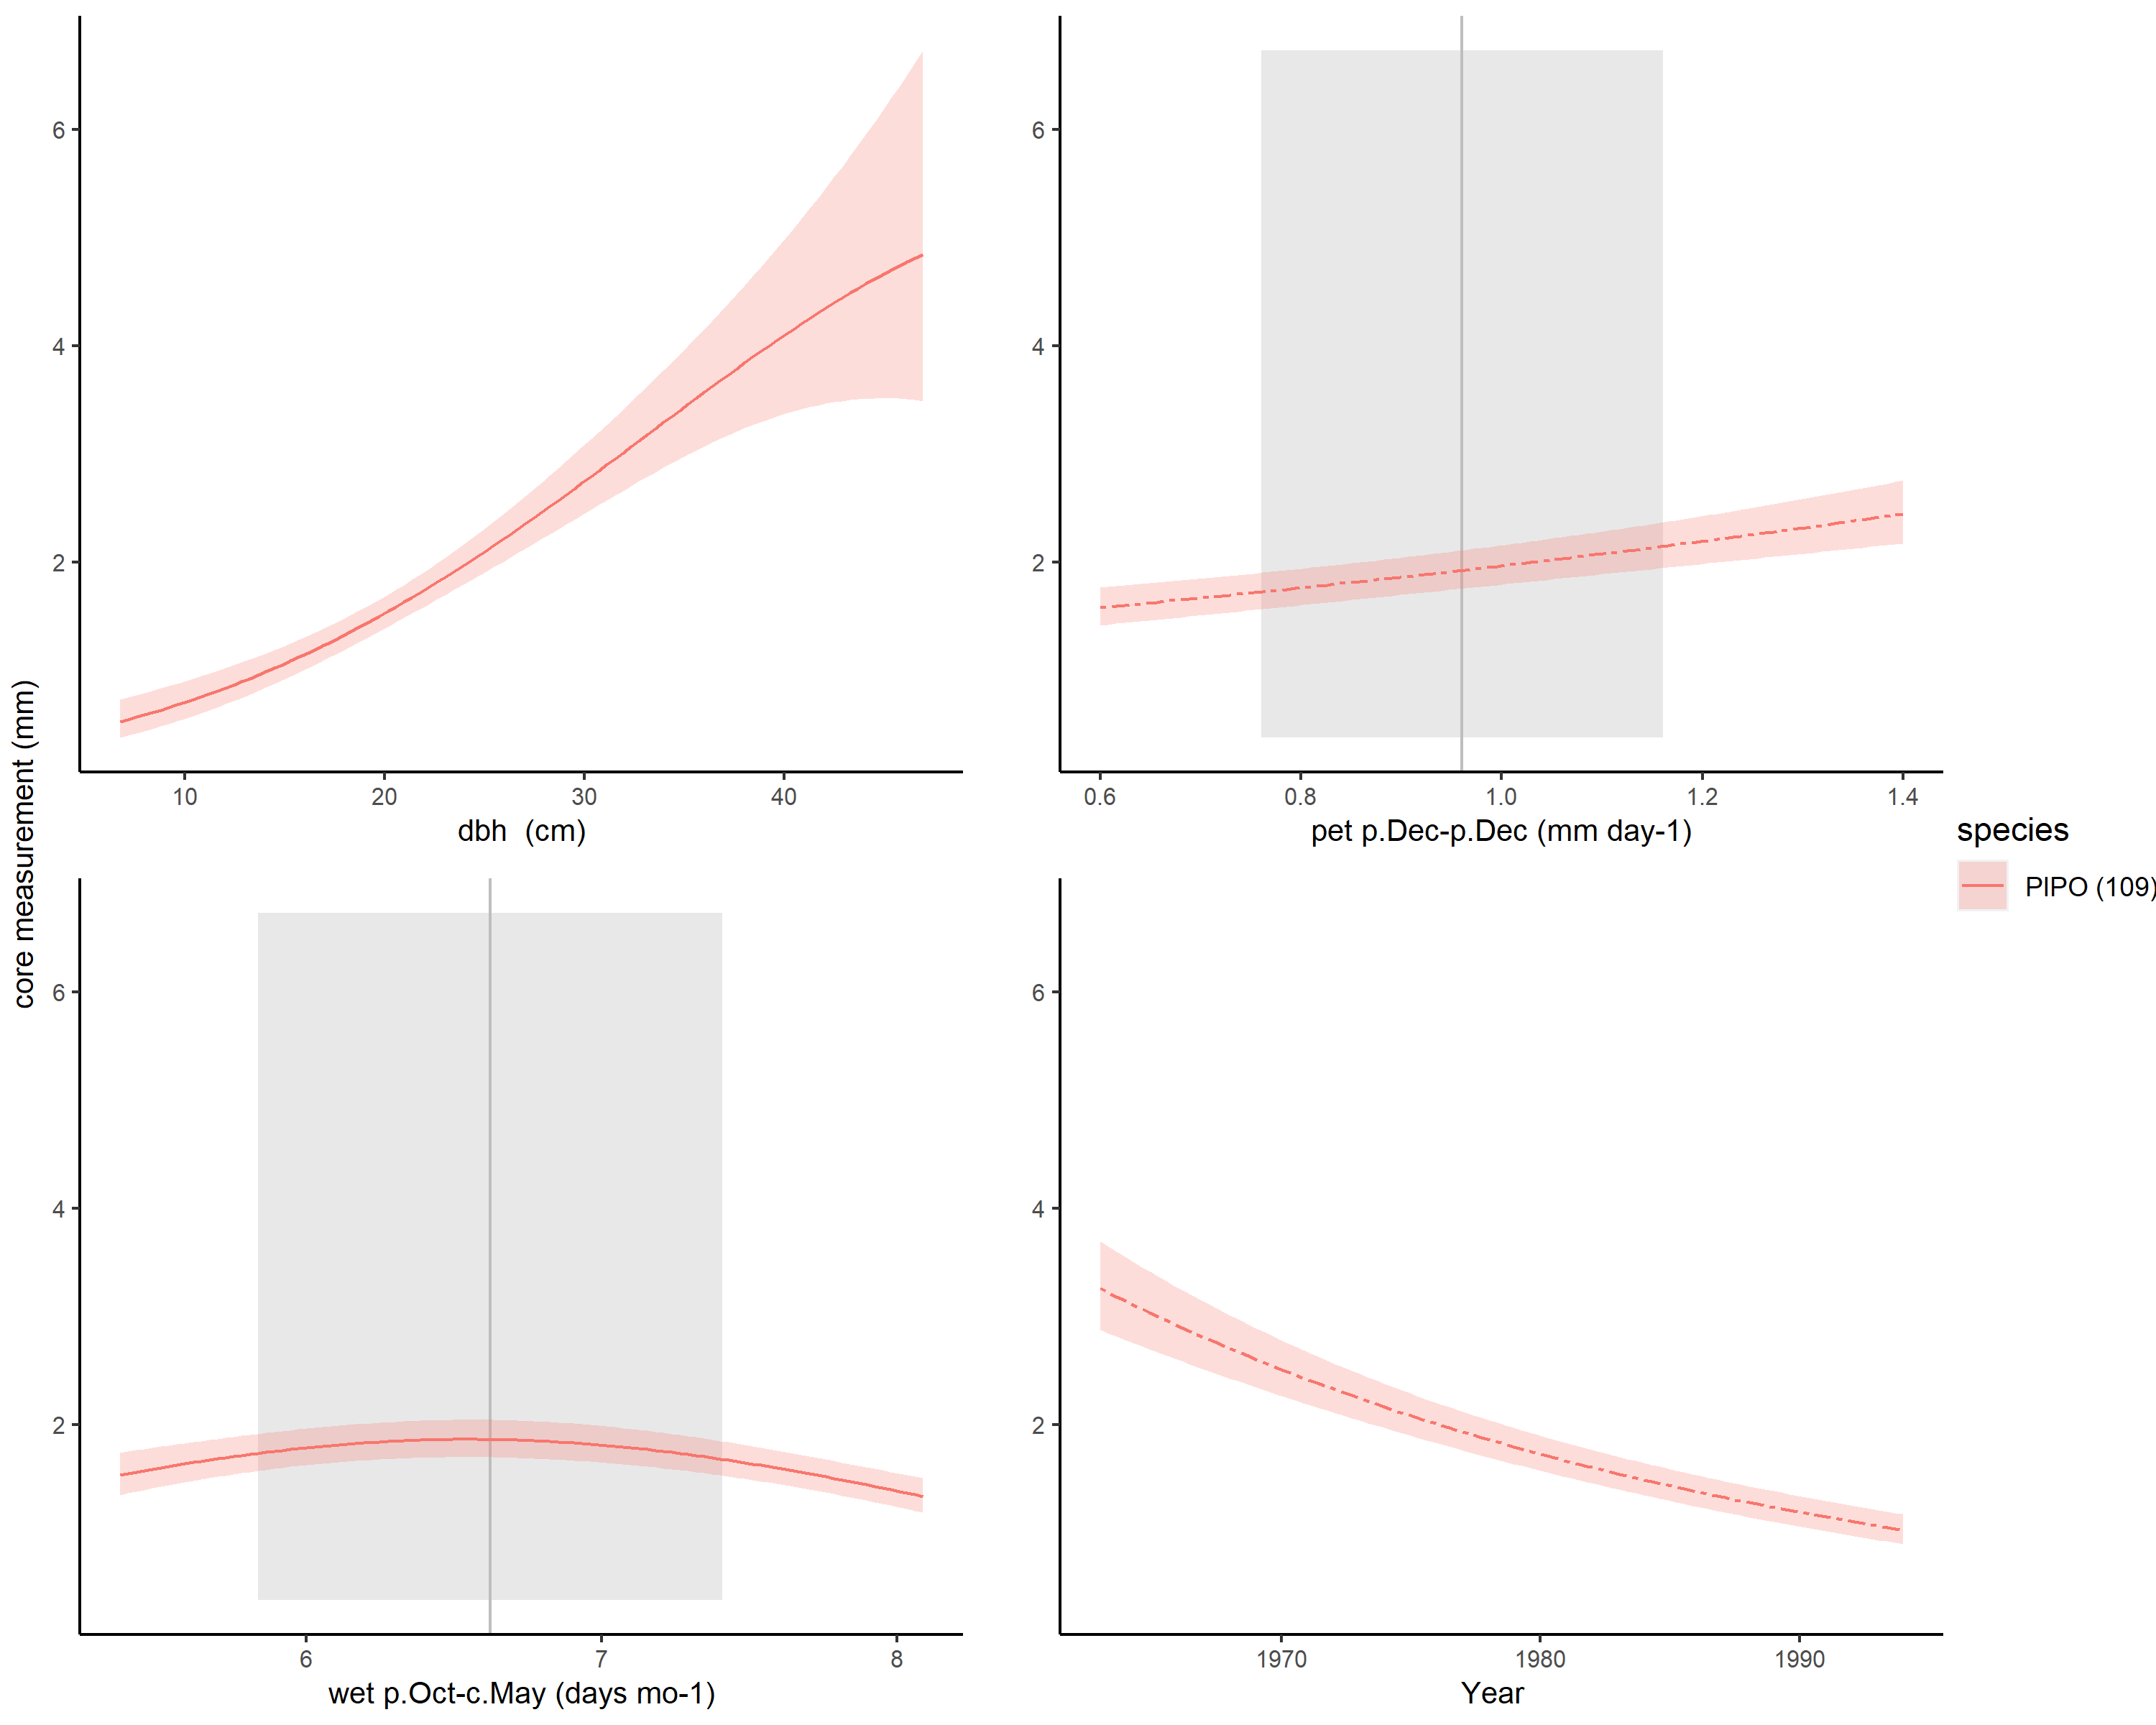 core measurement (mm)
6
4
2
10 20 30 40
dbh  (cm)
6
4
2
0.6 0.8 1.0 1.2 1.4
pet p.Dec-p.Dec (mm day-1)
6
4
2
6 7 8
wet p.Oct-c.May (days mo-1)
6
4
2
1970 1980 1990
Year
species
PIPO (109)